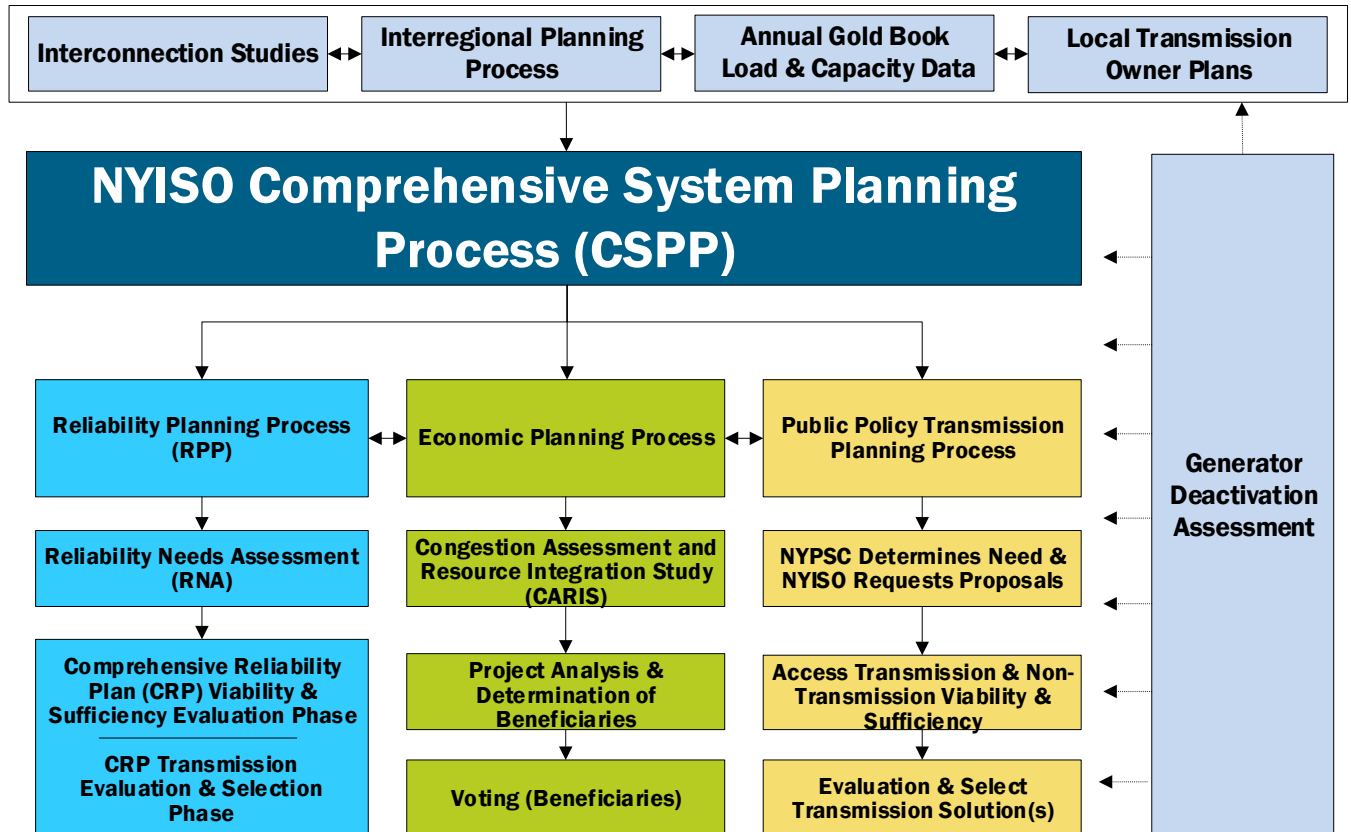 Interconnection Studies
Interregional Planning
Process
Annual Gold Book
Load & Capacity Data
Local Transmission
Owner Plans
NYISO Comprehensive System Planning
Process (CSPP)
Reliability Planning Process
(RPP)
Economic Planning Process
Public Policy Transmission
Planning Process
Generator
Deactivation
Assessment
Reliability Needs Assessment
(RNA)
Congestion Assessment and
Resource Integration Study
(CARIS)
NYPSC Determines Need &
NYISO Requests Proposals
Comprehensive Reliability
Plan (CRP) Viability &
Sufficiency Evaluation Phase
CRP Transmission
Evaluation & Selection
Phase
Project Analysis &
Determination of
Beneficiaries
Access Transmission & Non-
Transmission Viability &
Sufficiency
Voting (Beneficiaries)
Evaluation & Select
Transmission Solution(s)